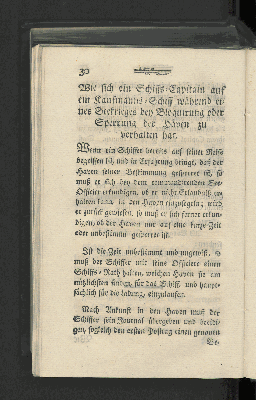 30
Wie sich ein Schiffs-Capitain auf
ein Kaufmanns-Schiff während ei-
nes Seekrieges bey Bloquirung oder
Sperrung der Häven zu
verhalten hat.
Wenn ein Schiffer bereits auf seiner Reise
begriffen ist, und in Erfahrung bringt, daß der
Haven seiner Bestimmung gesperret ist, so
muß er sich bey dem commandirenden See-
Officier erkundigen, ob er nicht Erlaubniß er-
halten kann, in den Haven einzusegeln; wird
er zurück gewiesen, so muß er sich ferner erkun-
digen, ob der Haven nur auf eine kurze Zeit
oder unbestimmt gesperret ist.
Ist die Zeit unbestimmt und ungewiß, so
muß der Schiffer mit seine Officiere einen
Schiffs-Rath halten, welchen Haven sie am
nützlichsten finden, für das Schiff und haupt-
sächlich für die Ladung, einzulaufen.
Nach Ankunft in den Haven muß der
Schiffer sein Journal übergeben und beeidi-
gen, sogleich den ersten Posttag einen genauen
Be-